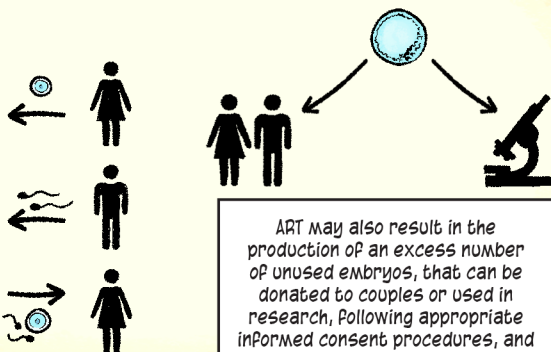 ART may also result in the
production of an excess number
of unused embryos, that can be
donated to couples or used in
research, following appropriate
informed consent procedures, and